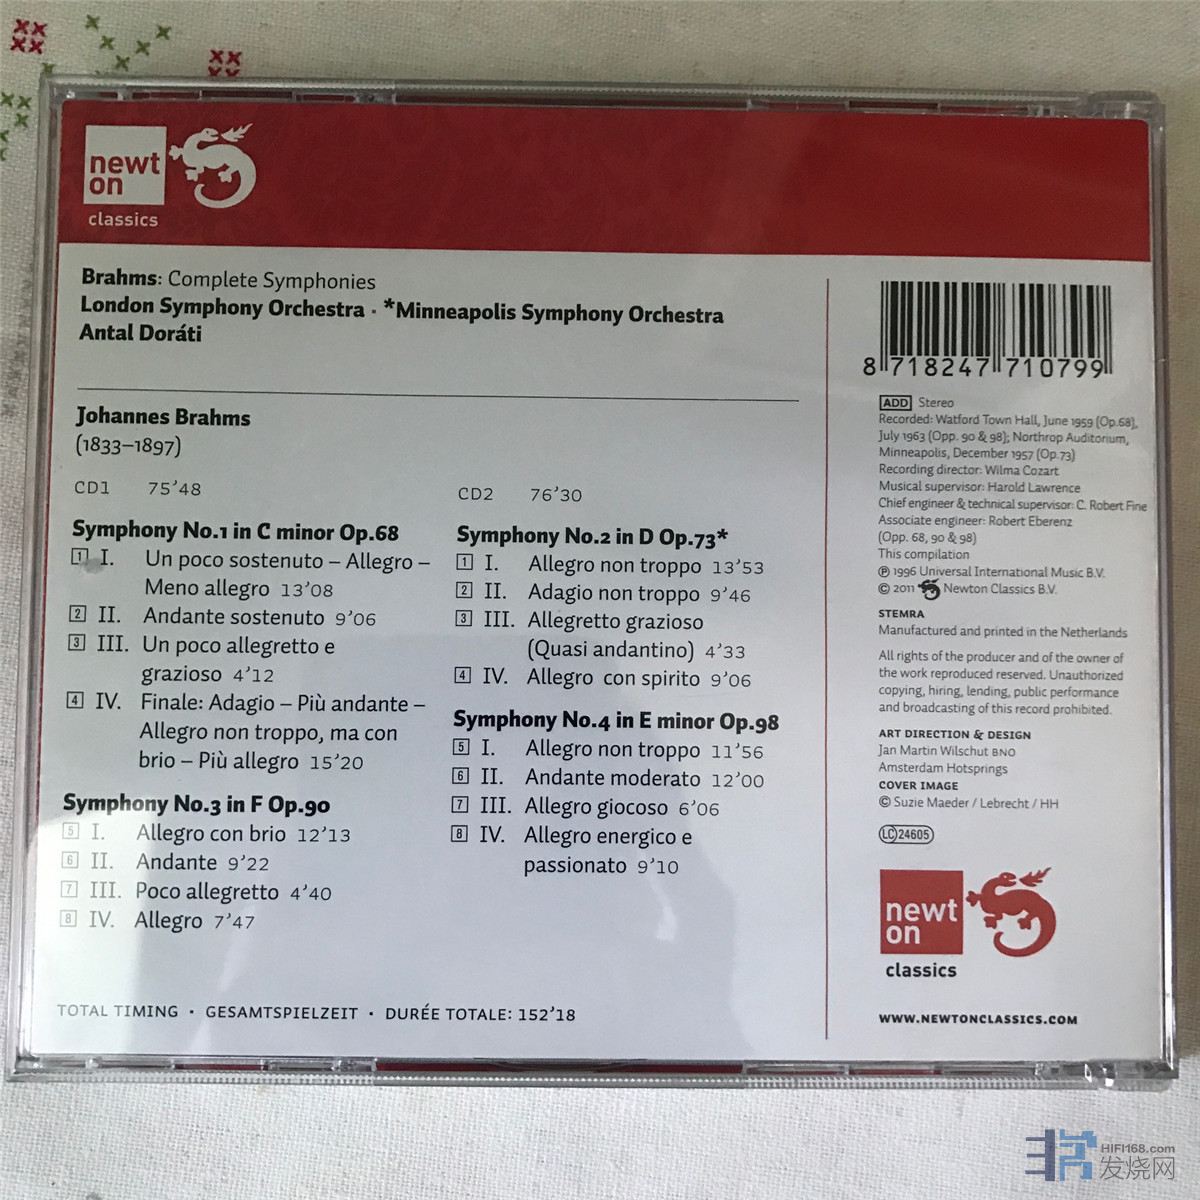 newt
on
classics
Brahms: Complete Symphonies
London Symphony Orchestra · *Minneapolis Symphony Orchestra
Antal Doráti
Johannes Brahms
(1833–1897)
CD1 75’48
Symphony No.1 in C minor Op.68
1 I. Un poco sostenuto – Allegro –
Meno allegro 13’08
2 II. Andante sostenuto 9’06
3 III. Un poco allegretto e
grazioso 4’12
4 IV. Finale: Adagio – Più andante –
Allegro non troppo, ma con
brio – Più allegro 15’20
Symphony No.3 in F Op.90
5 I. Allegro con brio 12’13
6 II. Andante 9’22
7 III. Poco allegretto 4’40
8 IV. Allegro 7’47
CD2 76’30
Symphony No.2 in D Op.73*
1 I. Allegro non troppo 13’53
2 II. Adagio non troppo 9’46
3 III. Allegretto grazioso
(Quasi andantino) 4’33
4 IV. Allegro con spirito 9’06
Symphony No.4 in E minor Op.98
5 I. Allegro non troppo 11’56
6 II. Andante moderato 12’00
7 III. Allegro giocoso 6’06
8 IV. Allegro energico e
passionato 9’10
TOTAL TIMING · GESAMTSPIELZEIT · DURÉE TOTALE: 152’18
8 718247 710799
ADD Stereo
Recorded: Watford Town Hall, June 1959 (Op.68),
July 1963 (Opp. 90 & 98); Northrop Auditorium,
Minneapolis, December 1957 (Op.73)
Recording director: Wilma Cozart
Musical supervisor: Harold Lawrence
Chief engineer & technical supervisor: C. Robert Fine
Associate engineer: Robert Eberenz
(Opp. 68, 90 & 98)
This compilation
℗ 1996 Universal International Music B.V.
© 2011 Newton Classics B.V.
STEMRA
Manufactured and printed in the Netherlands
All rights of the producer and of the owner of
the work reproduced reserved. Unauthorized
copying, hiring, lending, public performance
and broadcasting of this record prohibited.
ART DIRECTION & DESIGN
Jan Martin Wilschut BNO
Amsterdam Hotsprings
COVER IMAGE
© Suzie Maeder / Lebrecht / HH
LC 24605
newt
on
classics
WWW.NEWTONCLASSICS.COM
HIFI168.com
发烧网